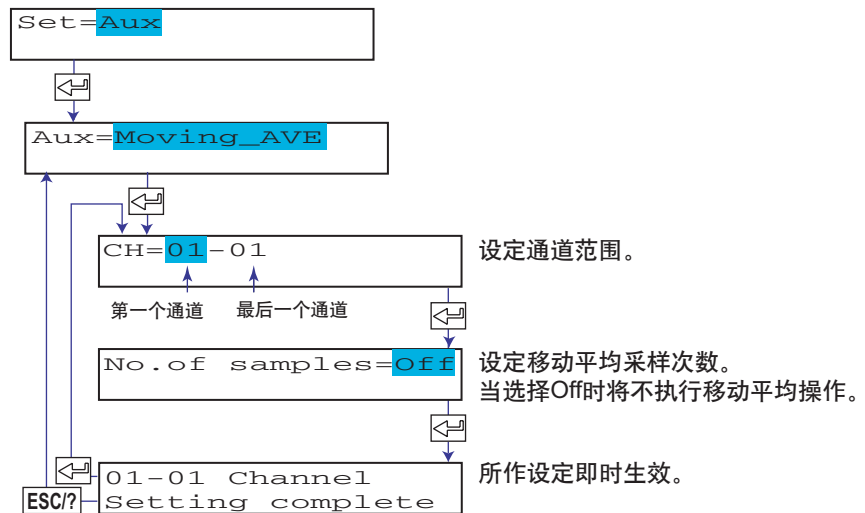 Set=Aux
Aux=Moving_AVE
CH=01-01
设定通道范围。
第一个通道
最后一个通道
No.of samples=Off
设定移动平均采样次数。
当选择Off时将不执行移动平均操作。
01-01 Channel
所作设定即时生效。
ESC/?
Setting complete